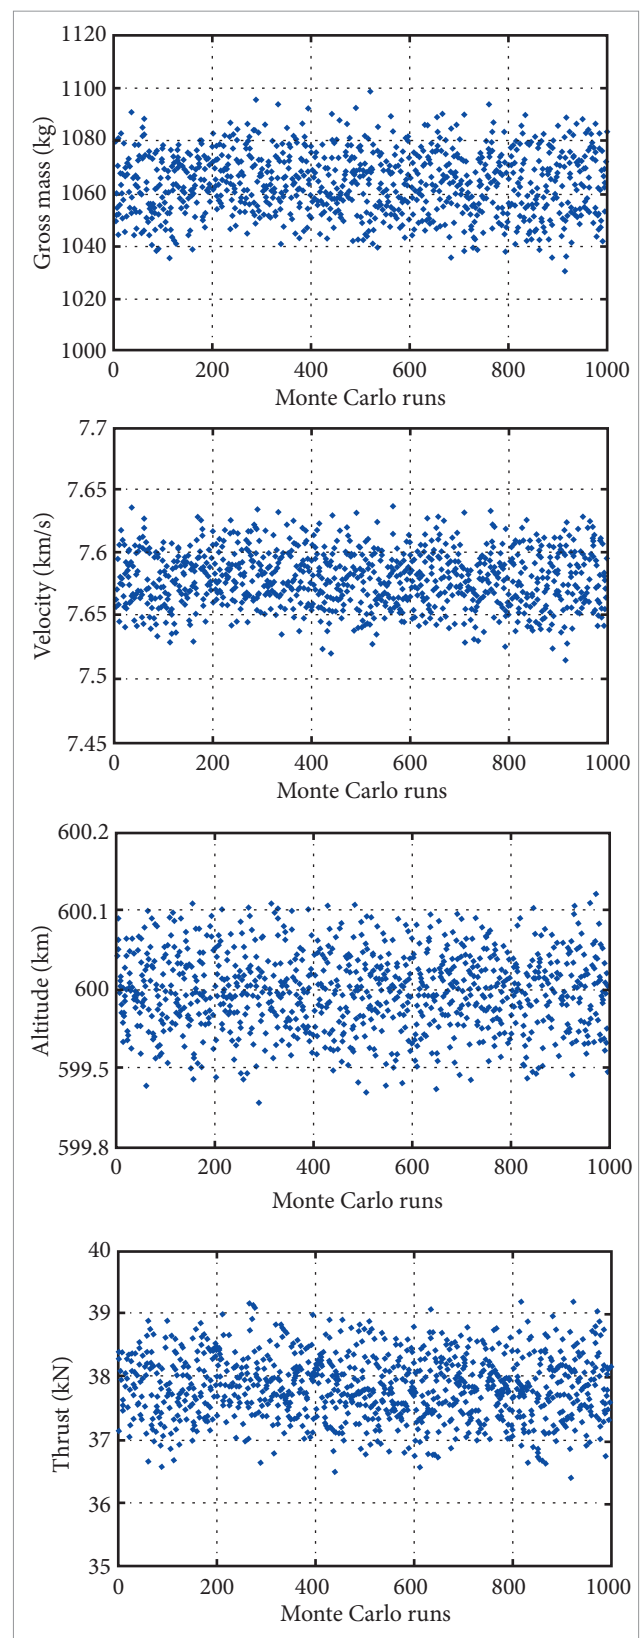 1120
1100
1080
1060
1040
1020
1000
Gross mass (kg)
0 200 400 600 800 1000
Monte Carlo runs
7.7
7.65
7.6
7.65
7.5
7.45
Velocity (km/s)
0 200 400 600 800 1000
Monte Carlo runs
600.2
600.1
600
599.5
599.8
Altitude (km)
0 200 400 600 800 1000
Monte Carlo runs
40
39
38
37
36
35
Thrust (kN)
0 200 400 600 800 1000
Monte Carlo runs